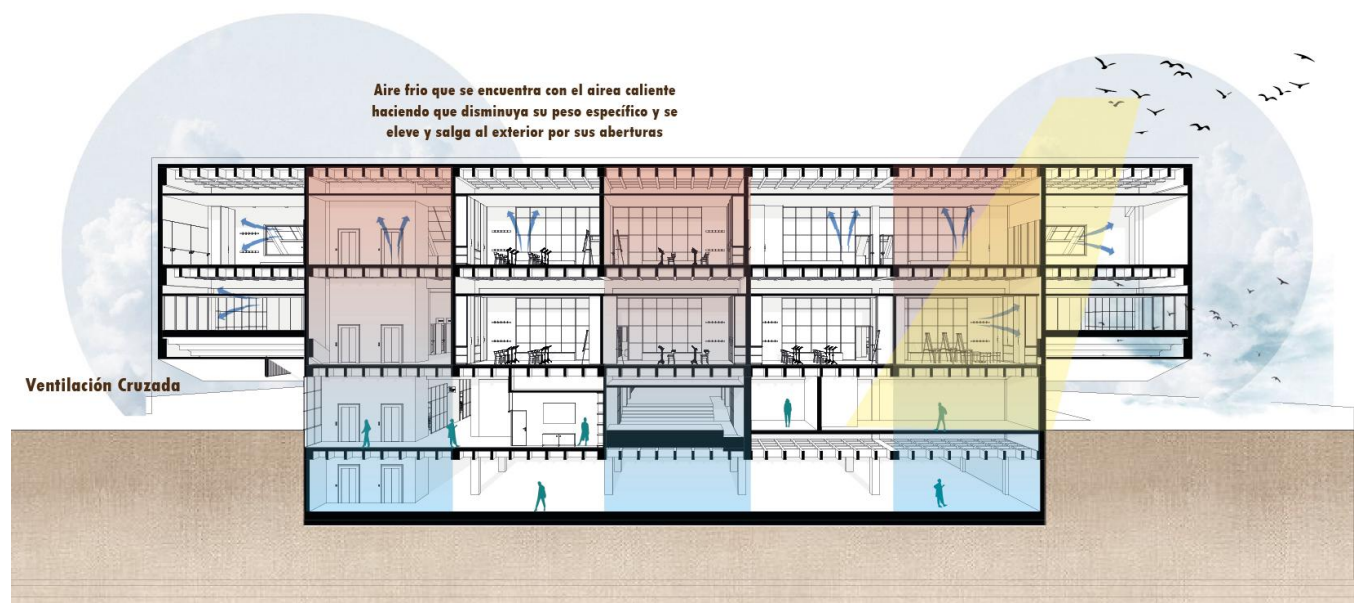 Aire frio que se encuentra con el airea caliente
haciendo que disminuya su peso específico y se
eleve y salga al exterior por sus aberturas
Ventilación Cruzada